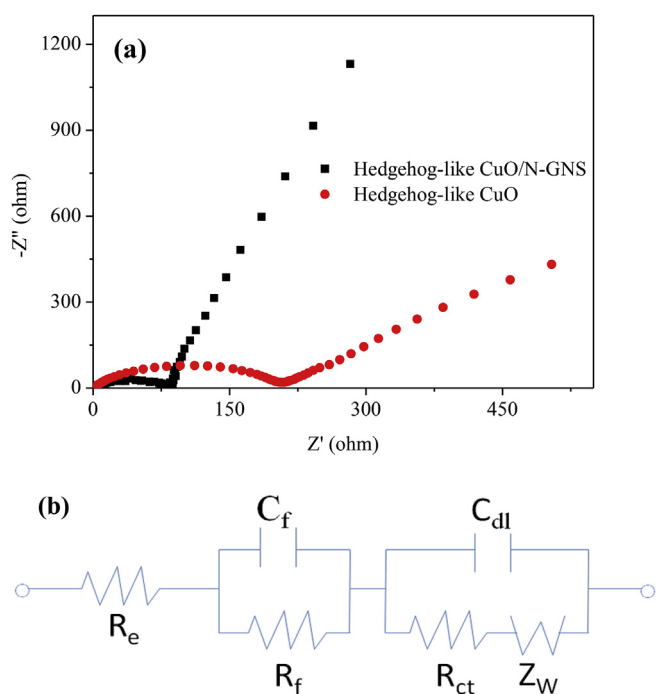 (a)
1200
900
600
300
0
-Z" (ohm)
Hedgehog-like CuO/N-GNS
Hedgehog-like CuO
0 150 300 450
Z' (ohm)
(b)
C_f
C_dl
R_e
R_f
R_ct
Z_W